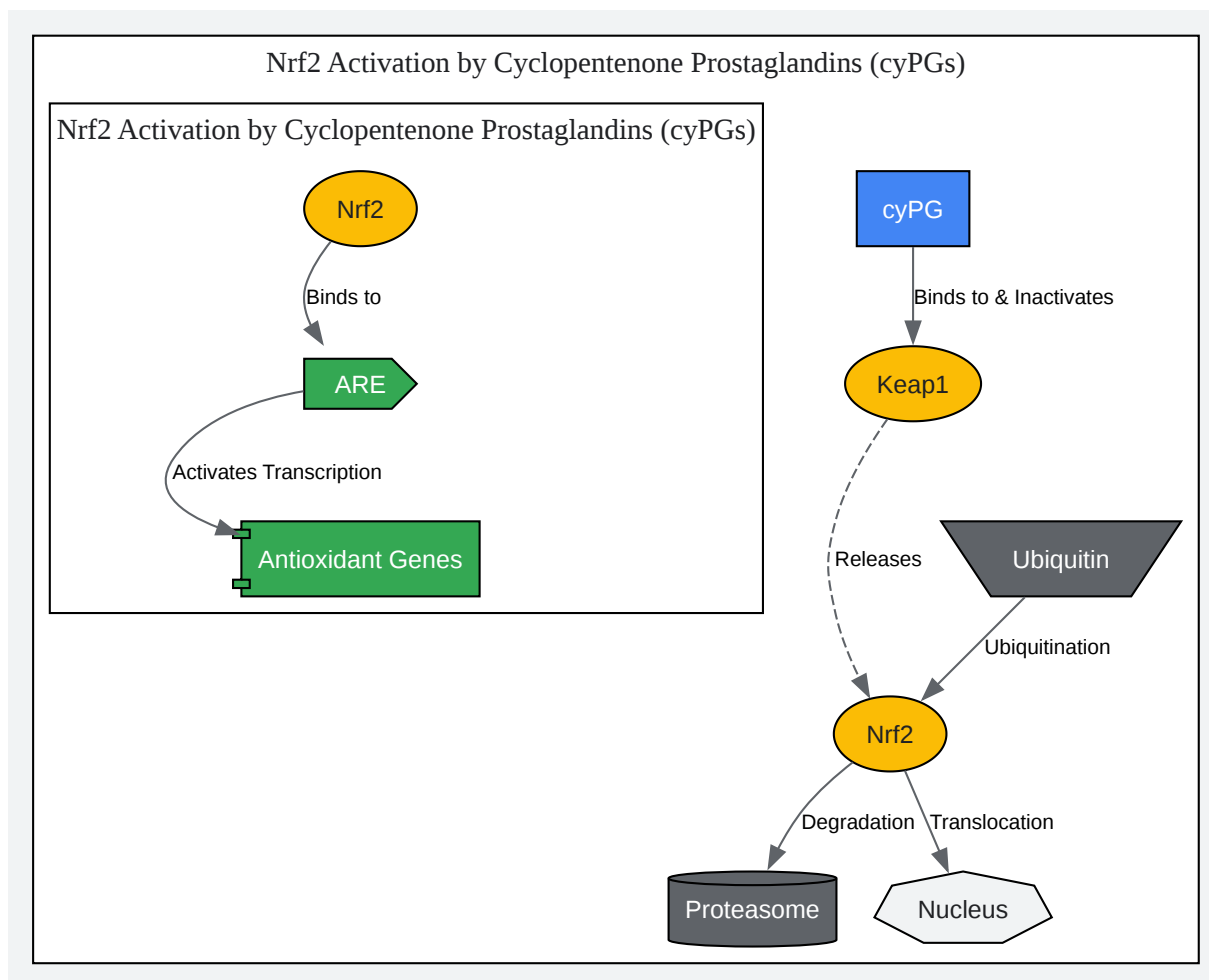 Nrf2 Activation by Cyclopentenone Prostaglandins (cyPGs)
Nrf2 Activation by Cyclopentenone Prostaglandins (cyPGs)
Nrf2
Binds to
ARE
Activates Transcription
Antioxidant Genes
cyPG
Binds to & Inactivates
Keap1
Releases
Ubiquitin
Ubiquitination
Nrf2
Degradation
Translocation
Proteasome
Nucleus